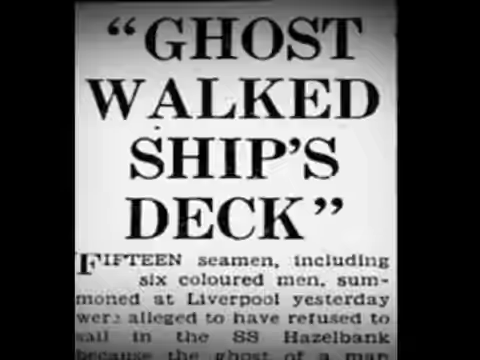 “GHOST
WALKED
SHIP’S
DECK”
FIFTEEN seamen, including
six coloured men, sum-
moned at Liverpool yesterday
were alleged to have refused to
sail in the SS Hazelbank
because the ghost of a man